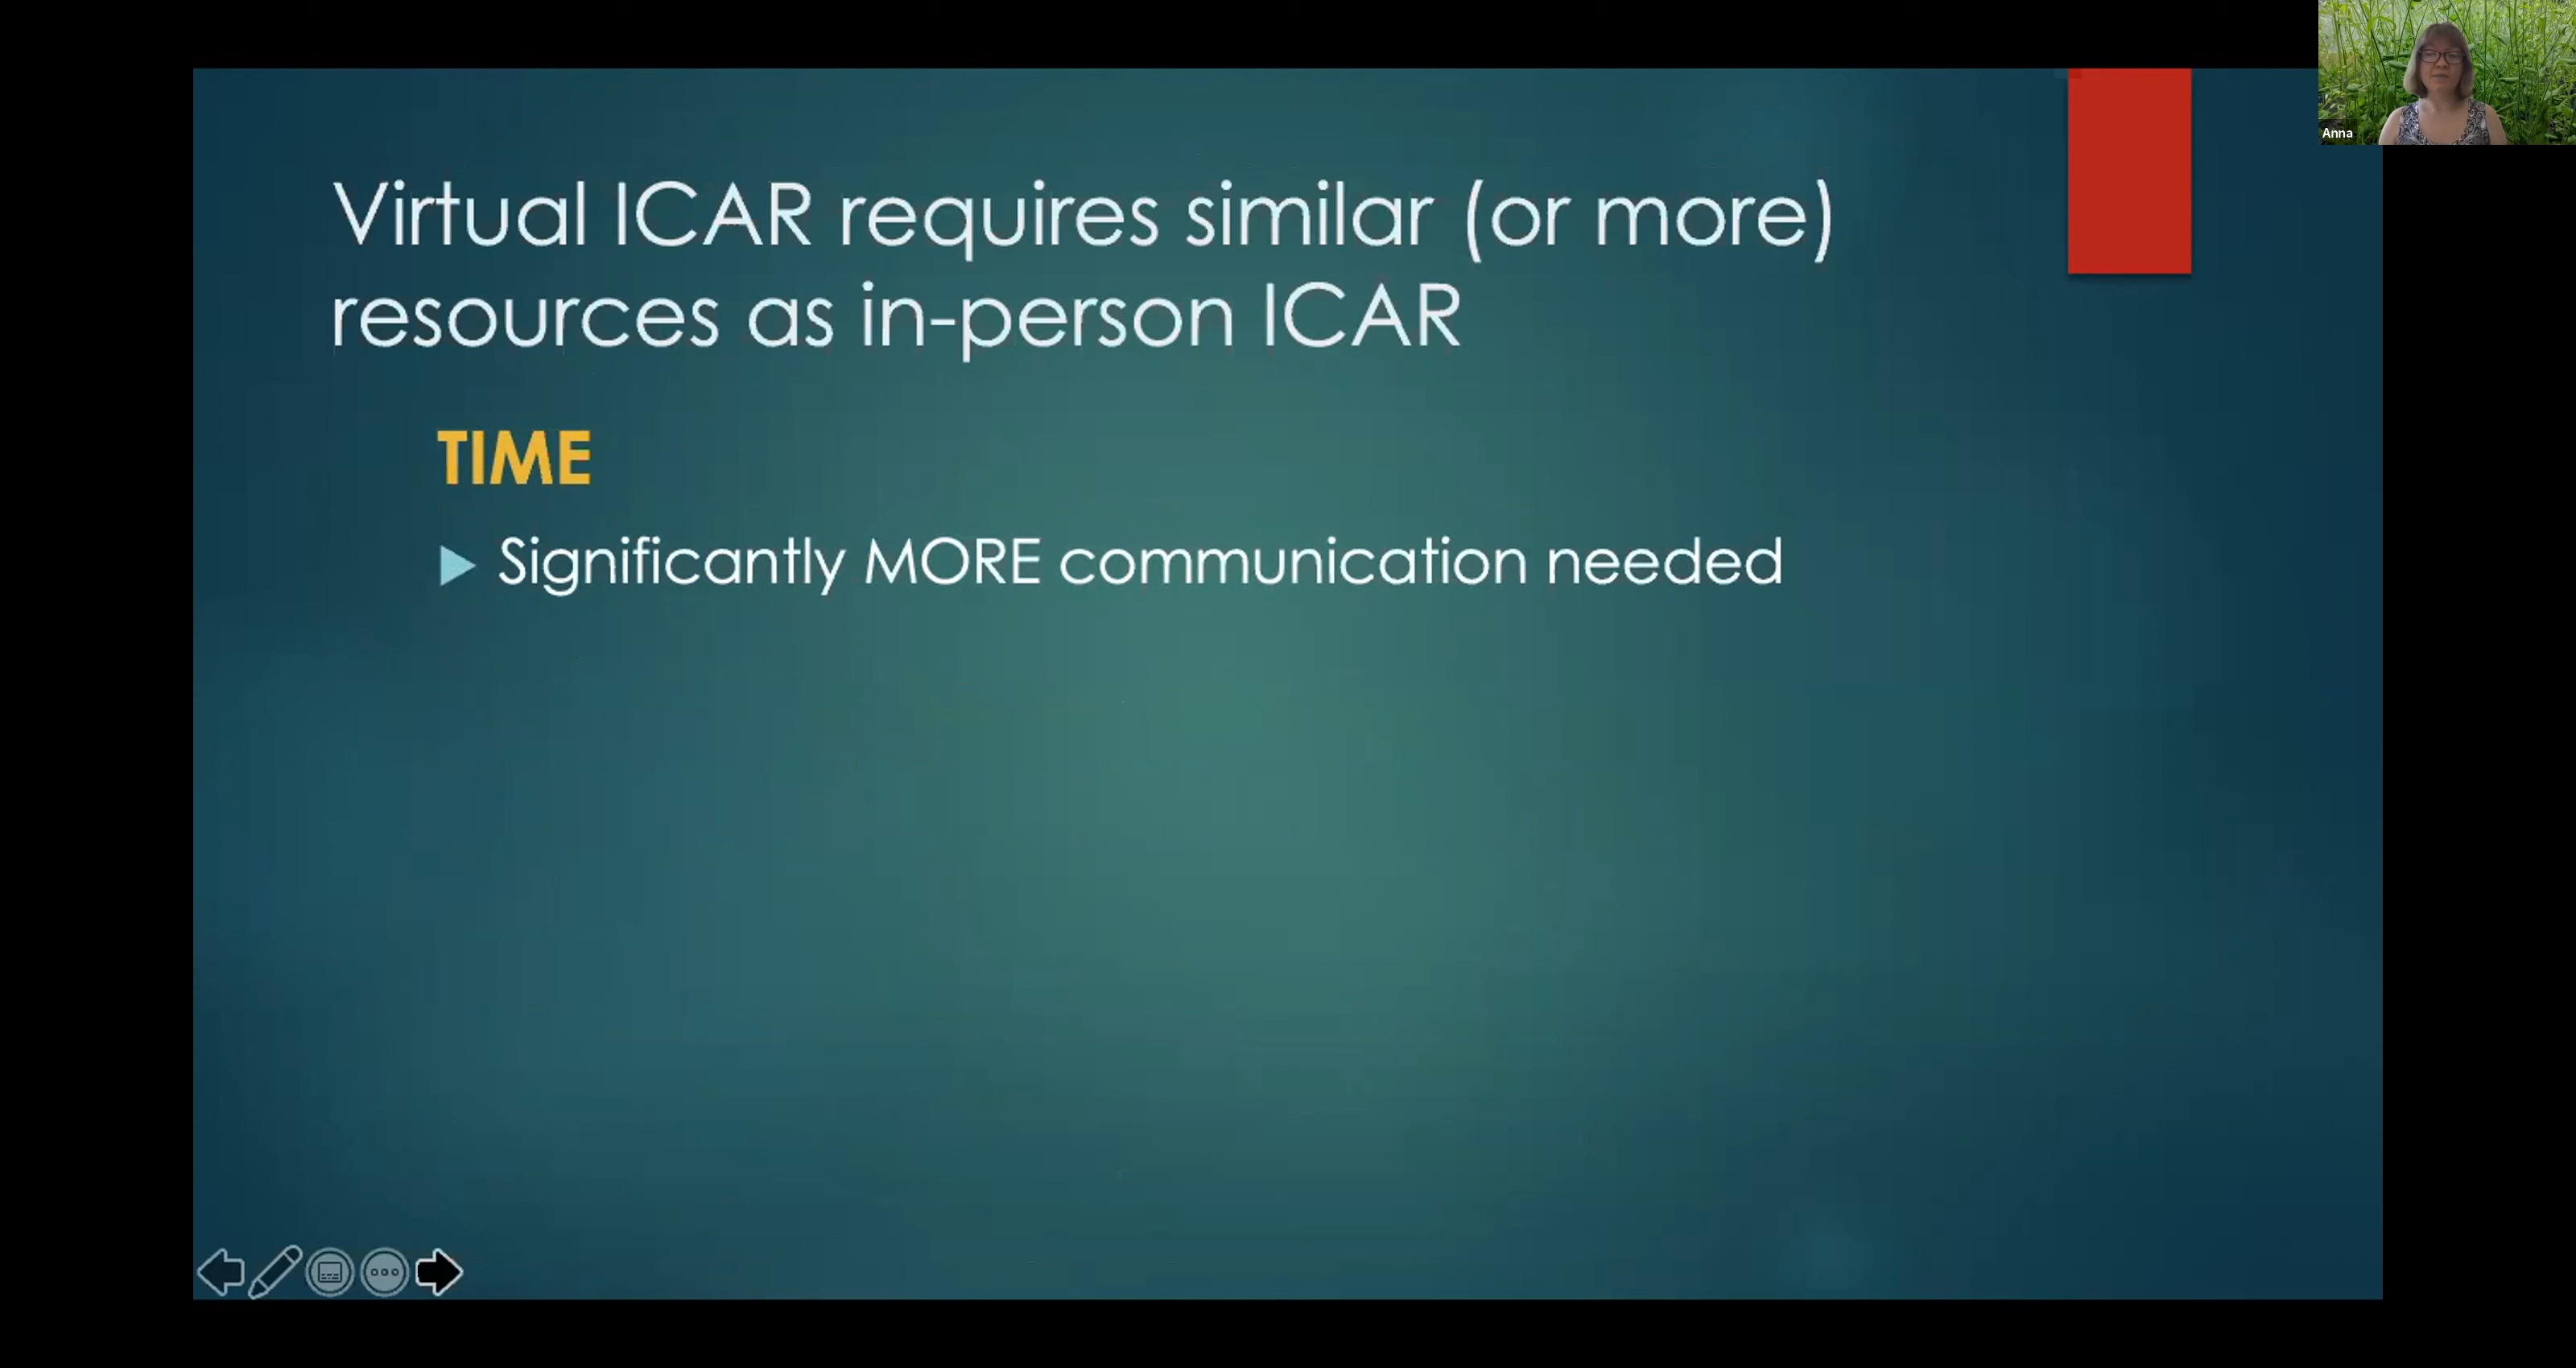 Anna
Virtual ICAR requires similar (or more)
resources as in-person ICAR
TIME
Significantly MORE communication needed